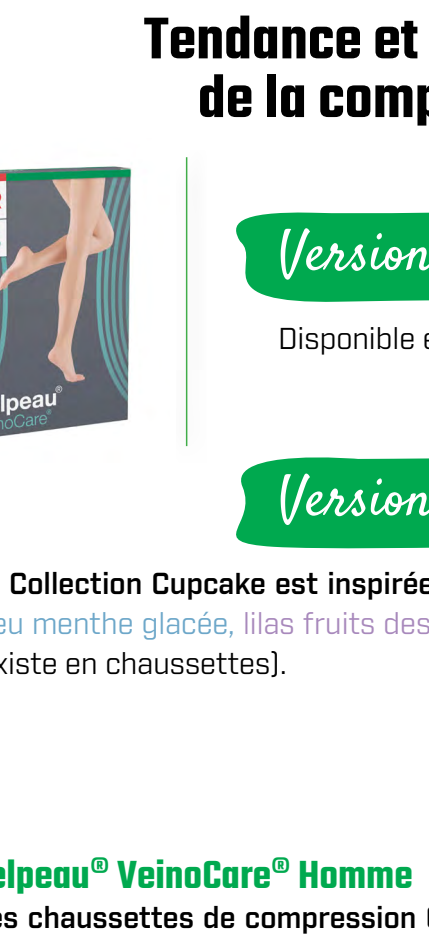 Tendance et
de la comp
lpeau®
noCare®
Version
Disponible e
Version
Collection Cupcake est inspirée
eu menthe glacée, lilas fruits des
xiste en chaussettes).
elpeau® VeinoCare® Homme
es chaussettes de compression